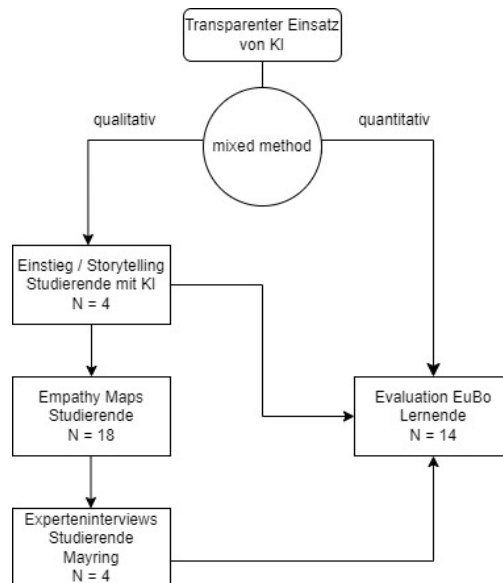 Transparenter Einsatz
von KI
qualitativ
quantitativ
mixed method
Einstieg / Storytelling
Studierende mit KI
N = 4
Empathy Maps
Studierende
N = 18
Evaluation EuBo
Lernende
N = 14
Experteninterviews
Studierende
Mayring
N = 4